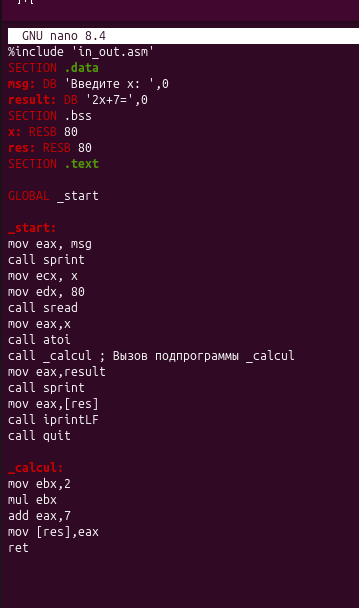 GNU nano 8.4
%include 'in_out.asm'
SECTION .data
msg: DB 'Введите x: ',0
result: DB '2x+7=',0
SECTION .bss
x: RESB 80
res: RESB 80
SECTION .text
GLOBAL _start
_start:
mov eax, msg
call sprint
mov ecx, x
mov edx, 80
call sread
mov eax,x
call atoi
call _calcul ; Вызов подпрограммы _calcul
mov eax,result
call sprint
mov eax,[res]
call iprintLF
call quit
_calcul:
mov ebx,2
mul ebx
add eax,7
mov [res],eax
ret